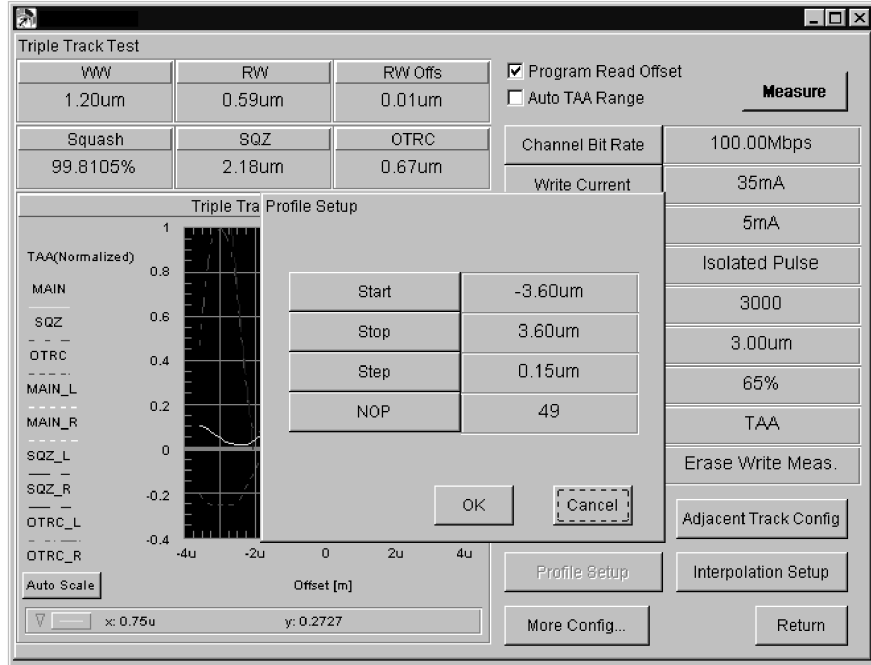 Triple Track Test
WW RW RW Offs
1.20um 0.59um 0.01um
Squash SQZ OTRC
99.8105% 2.18um 0.67um
Program Read Offset
Auto TAA Range
Measure
Channel Bit Rate 100.00Mbps
Write Current 35mA
5mA
Isolated Pulse
3000
3.00um
65%
TAA
Erase Write Meas.
Triple Tra
TAA(Normalized)
MAIN
SQZ
OTRC
MAIN_L
MAIN_R
SQZ_L
SQZ_R
OTRC_L
OTRC_R
1
0.8
0.6
0.4
0.2
0
-0.2
-0.4
-4u -2u 0 2u 4u
Offset [m]
Auto Scale
x: 0.75u y: 0.2727
Profile Setup
Start -3.60um
Stop 3.60um
Step 0.15um
NOP 49
OK Cancel
Adjacent Track Config
Profile Setup Interpolation Setup
More Config... Return